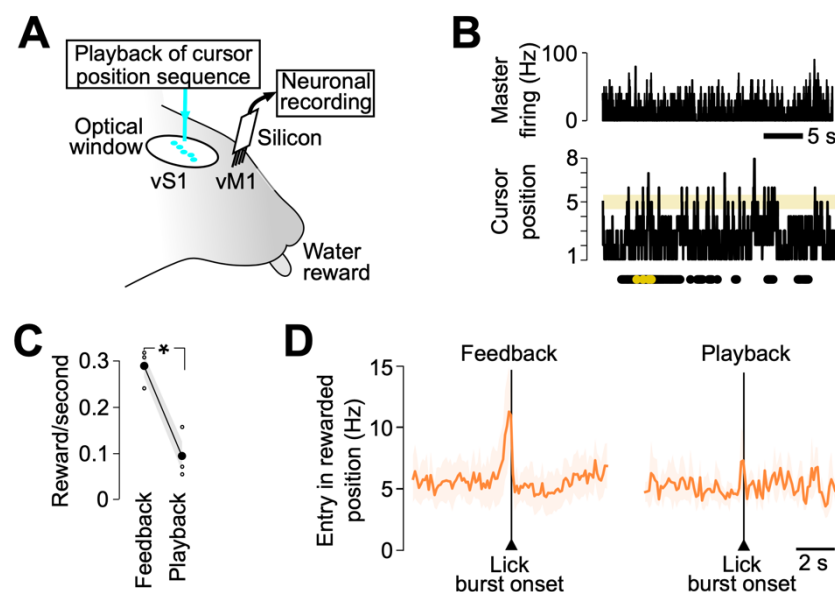 A
Playback of cursor
position sequence
Neuronal
recording
Optical
window
Silicon
vS1
vM1
Water
reward
B
Master
firing (Hz)
100
0
5 s
Cursor
position
8
5
1
C
Reward/second
0.3
0.2
0.1
0
*
Feedback
Playback
D
Entry in rewarded
position (Hz)
15
10
5
0
Feedback
Playback
Lick
burst onset
Lick
burst onset
2 s